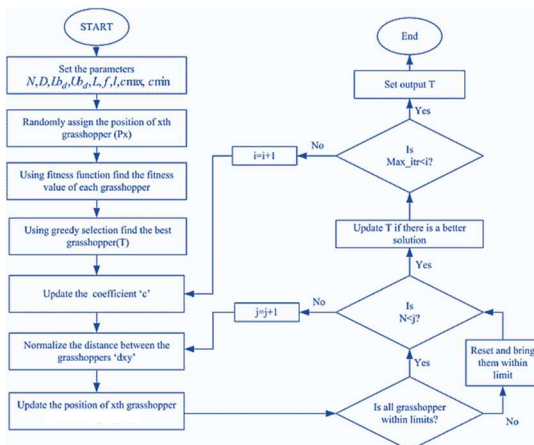 START
Set the parameters
N,D,Lb_d,Ub_d,L,f,l,cmax, cmin
Randomly assign the position of xth
grasshopper (Px)
Using fitness function find the fitness
value of each grasshopper
Using greedy selection find the best
grasshopper(T)
Update the coefficient ‘c’
Normalize the distance between the
grasshoppers ‘dxy’
Update the position of xth grasshopper
Is all grasshopper
within limits?
No
Reset and bring
them within
limit
Yes
Is
N<j?
No
j=j+1
Yes
Update T if there is a better
solution
Is
Max_itr<i?
No
i=i+1
Yes
Set output T
End